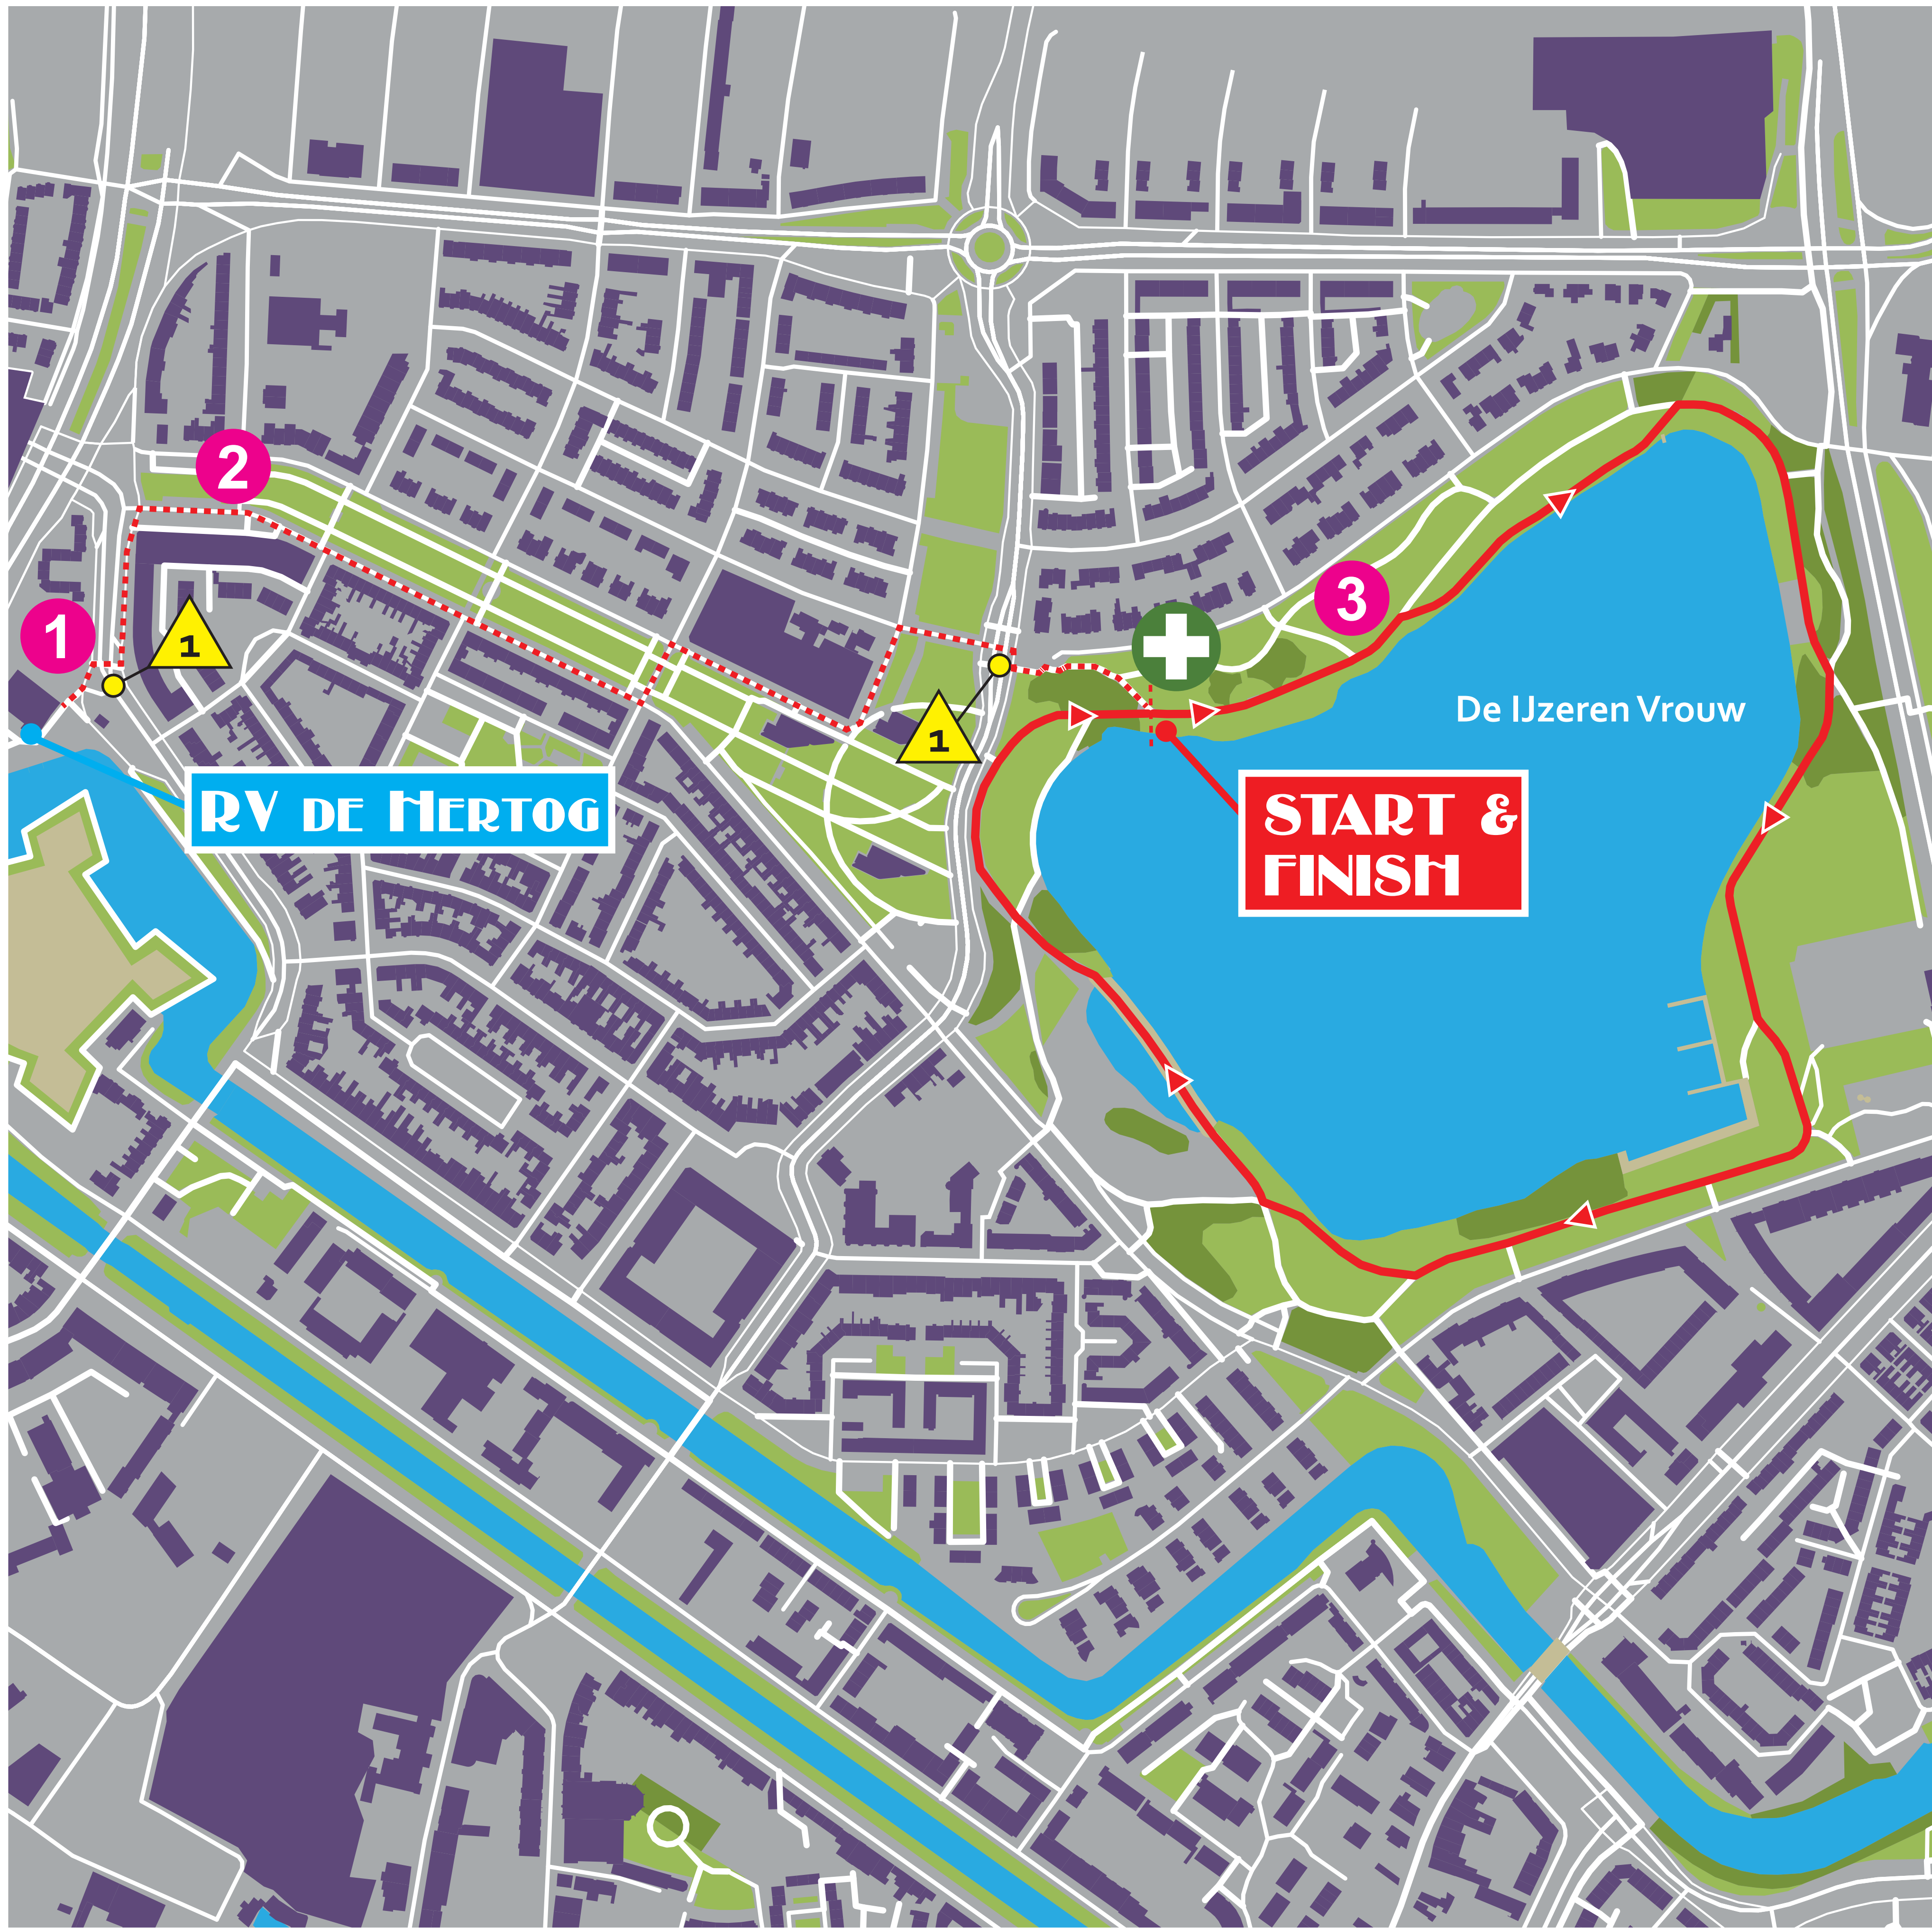 2
1
1
3
De IJzeren Vrouw
1
RV DE HERTOG
START &
FINISH